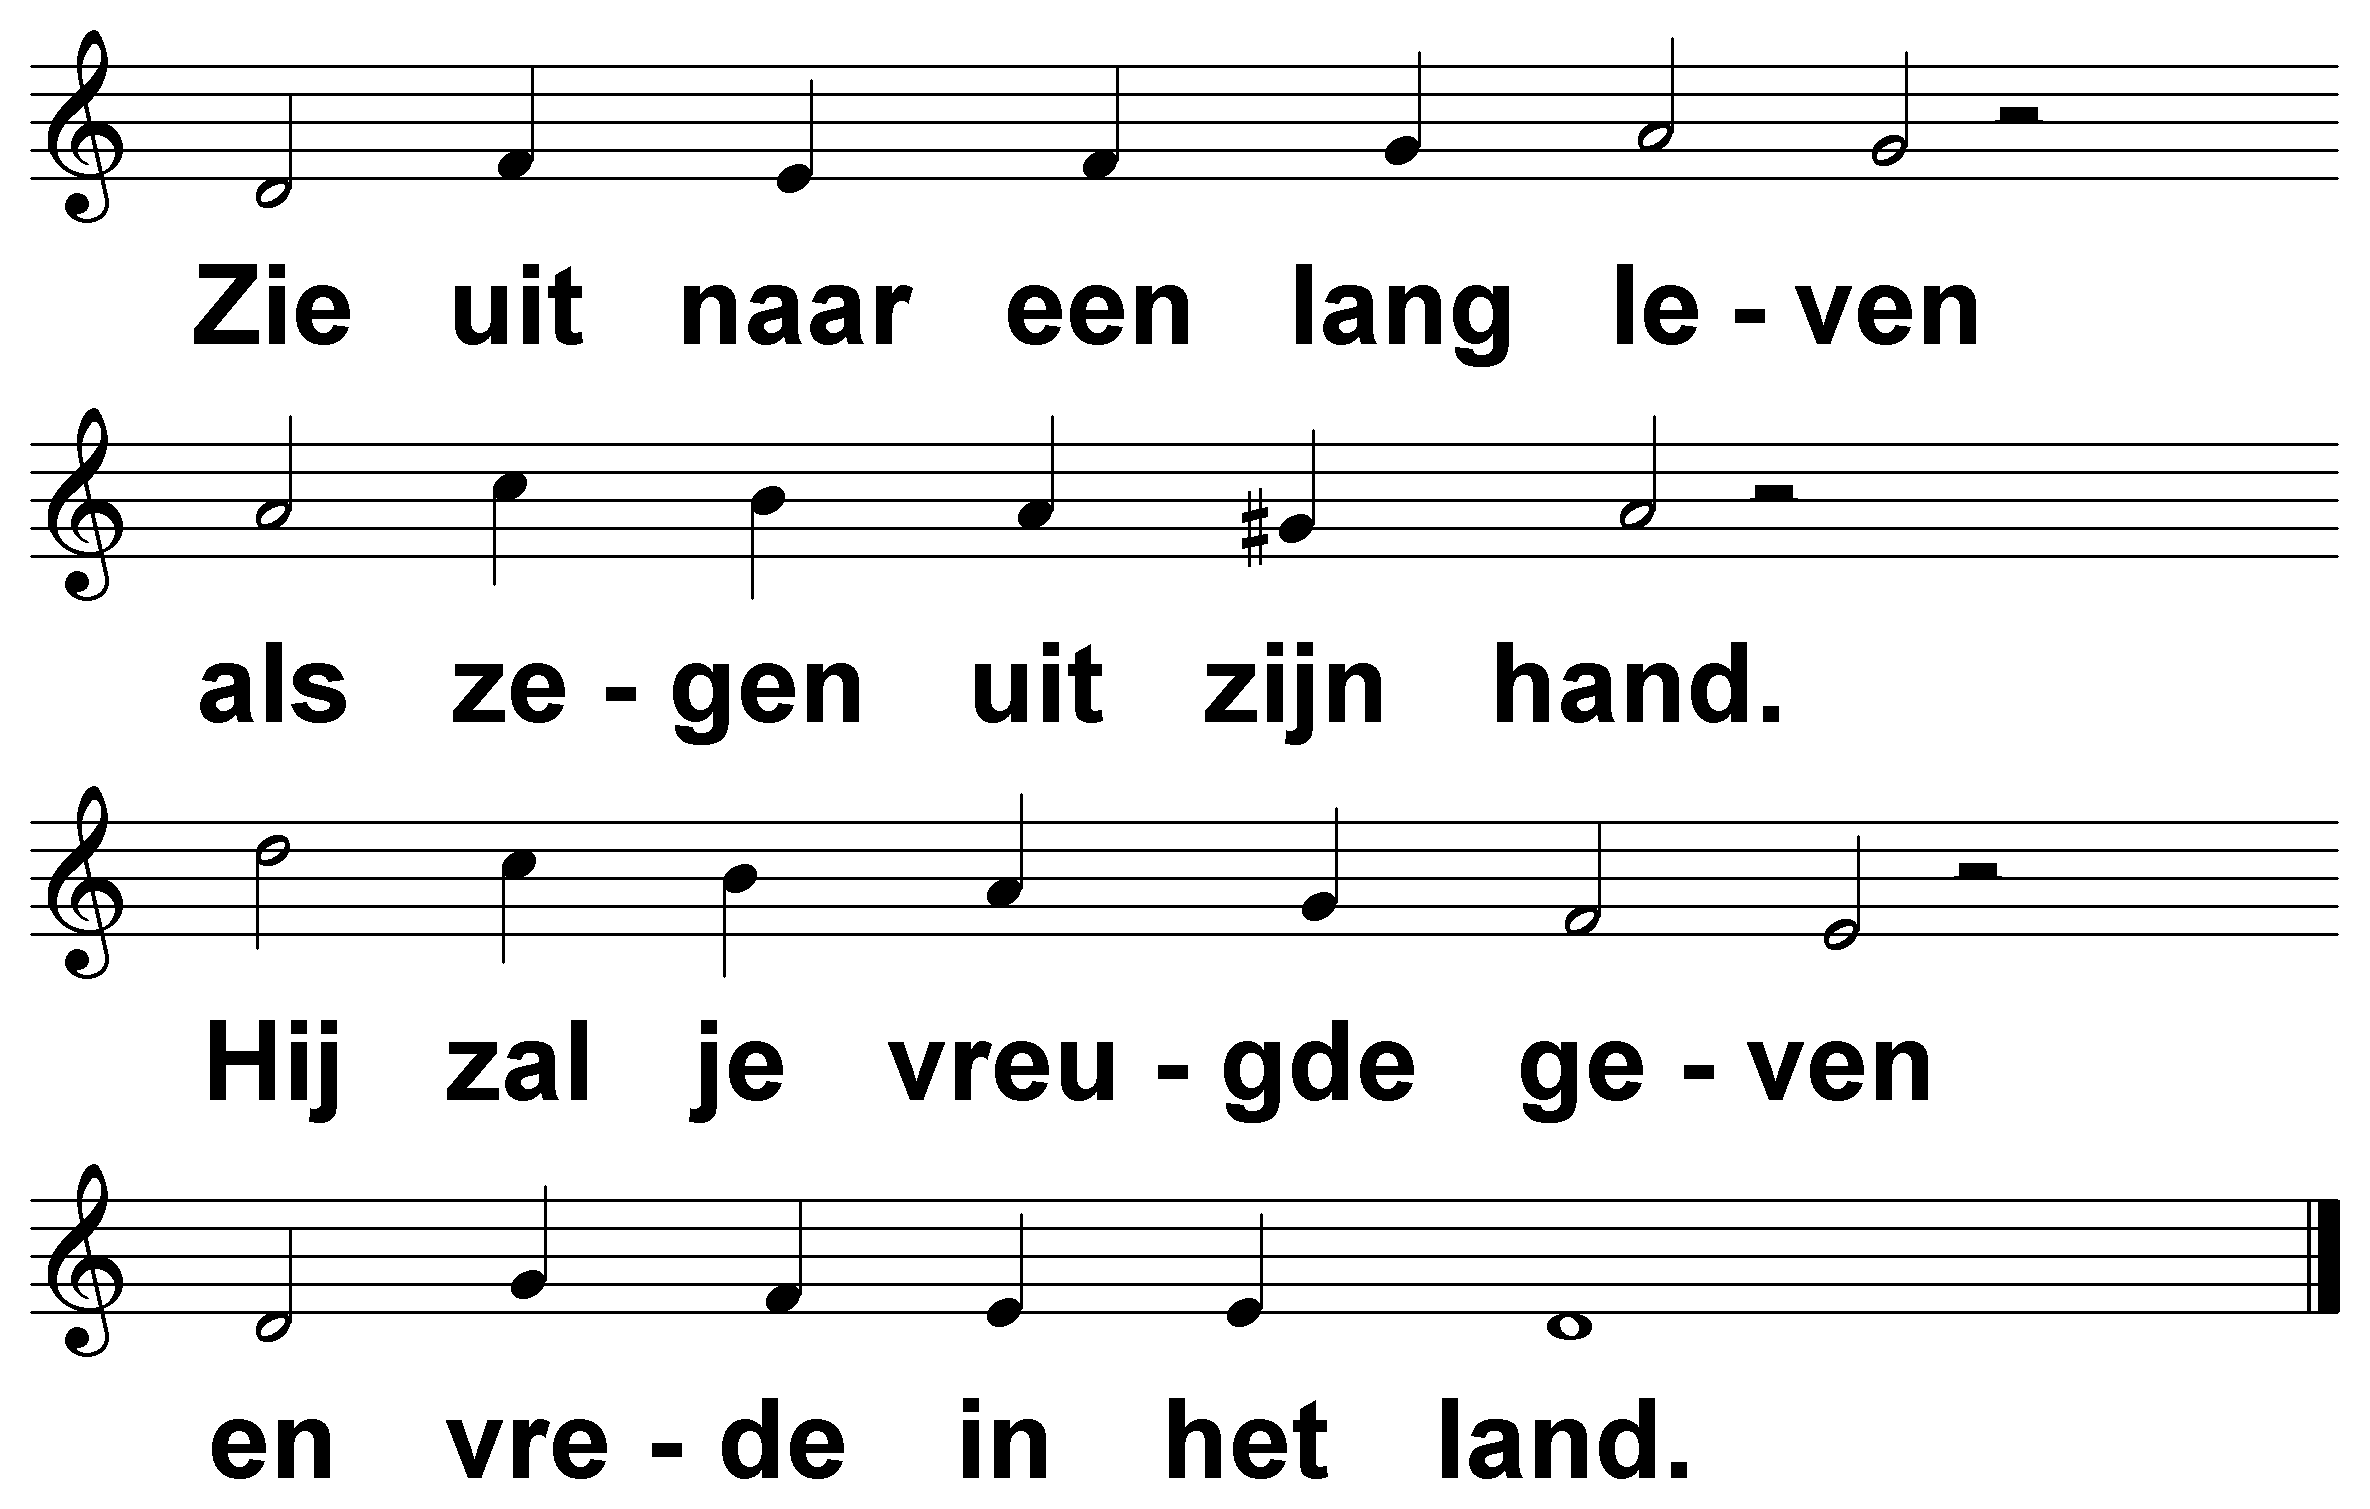 Zie uit naar een lang le - ven
als ze - gen uit zijn hand.
Hij zal je vreu - gde ge - ven
en vre - de in het land.